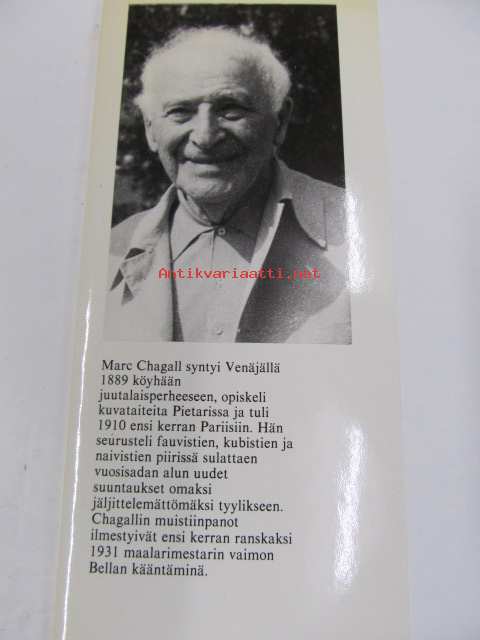 Antikvariaatti.net
Marc Chagall syntyi Venäjällä
1889 köyhään
juutalaisperheeseen, opiskeli
kuvataiteita Pietarissa ja tuli
1910 ensi kerran Pariisiin. Hän
seurusteli fauvistien, kubistien ja
naivistien piirissä sulattaen
vuosisadan alun uudet
suuntaukset omaksi
jäljittelemättömäksi tyylikseen.
Chagallin muistiinpanot
ilmestyivät ensi kerran ranskaksi
1931 maalarimestarin vaimon
Bellan kääntäminä.